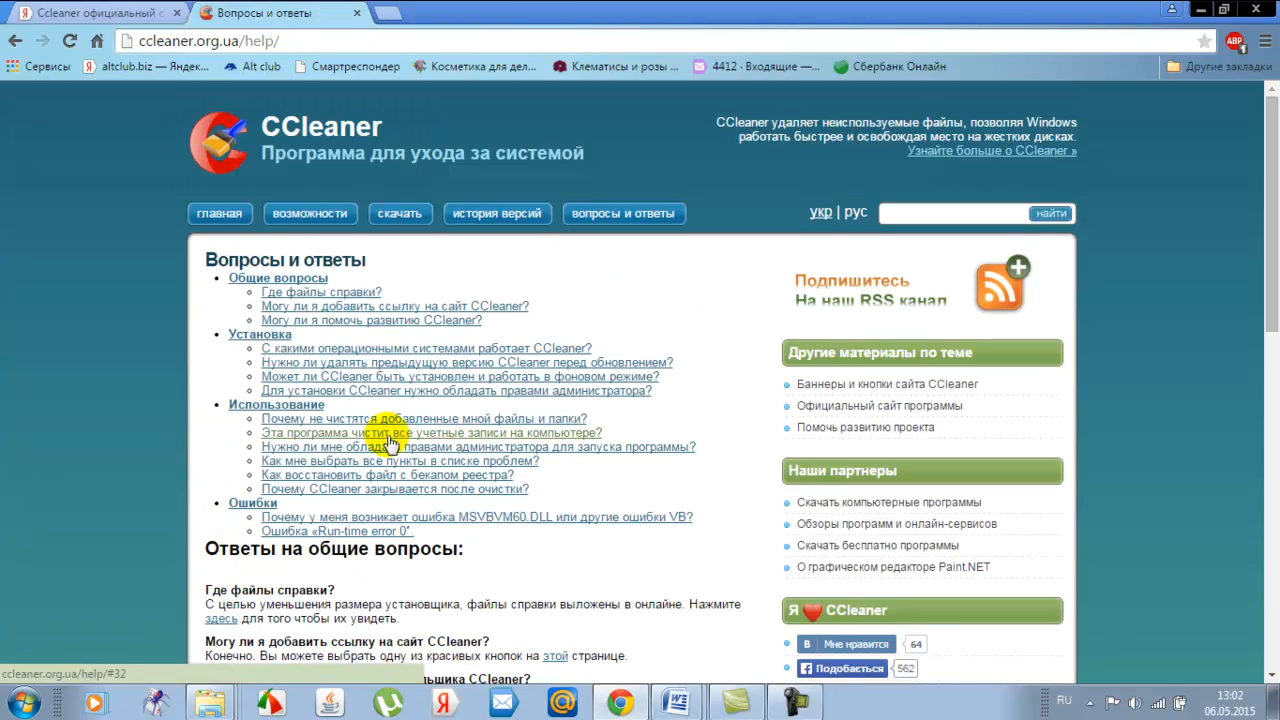 Ccleaner официальный с
Вопросы и ответы
ccleaner.org.ua/help/
ABP
1
Сервисы
altclub.biz — Яндек...
Alt club
Смартреспондер
Косметика для дел...
Клематисы и розы ...
4412 · Входящие —...
Сбербанк Онлайн
Другие закладки
CCleaner
Программа для ухода за системой
CCleaner удаляет неиспользуемые файлы, позволяя Windows
работать быстрее и освобождая место на жестких дисках.
Узнайте больше о CCleaner »
главная
возможности
скачать
история версий
вопросы и ответы
укр | рус
найти
Вопросы и ответы
Общие вопросы
Где файлы справки?
Могу ли я добавить ссылку на сайт CCleaner?
Могу ли я помочь развитию CCleaner?
Установка
С какими операционными системами работает CCleaner?
Нужно ли удалять предыдущую версию CCleaner перед обновлением?
Может ли CCleaner быть установлен и работать в фоновом режиме?
Для установки CCleaner нужно обладать правами администратора?
Использование
Почему не чистятся добавленные мной файлы и папки?
Эта программа чистит все учетные записи на компьютере?
Нужно ли мне обладать правами администратора для запуска программы?
Как мне выбрать все пункты в списке проблем?
Как восстановить файл с бекапом реестра?
Почему CCleaner закрывается после очистки?
Ошибки
Почему у меня возникает ошибка MSVBVM60.DLL или другие ошибки VB?
Ошибка «Run-time error 0″.
Ответы на общие вопросы:
Где файлы справки?
С целью уменьшения размера установщика, файлы справки выложены в онлайне. Нажмите
здесь для того чтобы их увидеть.
Могу ли я добавить ссылку на сайт CCleaner?
Конечно. Вы можете выбрать одну из красивых кнопок на этой странице.
льщика CCleaner?
Подпишитесь
На наш RSS канал
Другие материалы по теме
Баннеры и кнопки сайта CCleaner
Официальный сайт программы
Помочь развитию проекта
Наши партнеры
Скачать компьютерные программы
Обзоры программ и онлайн-сервисов
Скачать бесплатно программы
О графическом редакторе Paint.NET
Я CCleaner
В Мне нравится 64
f Подобається 562
ccleaner.org.ua/help/#32
RU
13:02
06.05.2015